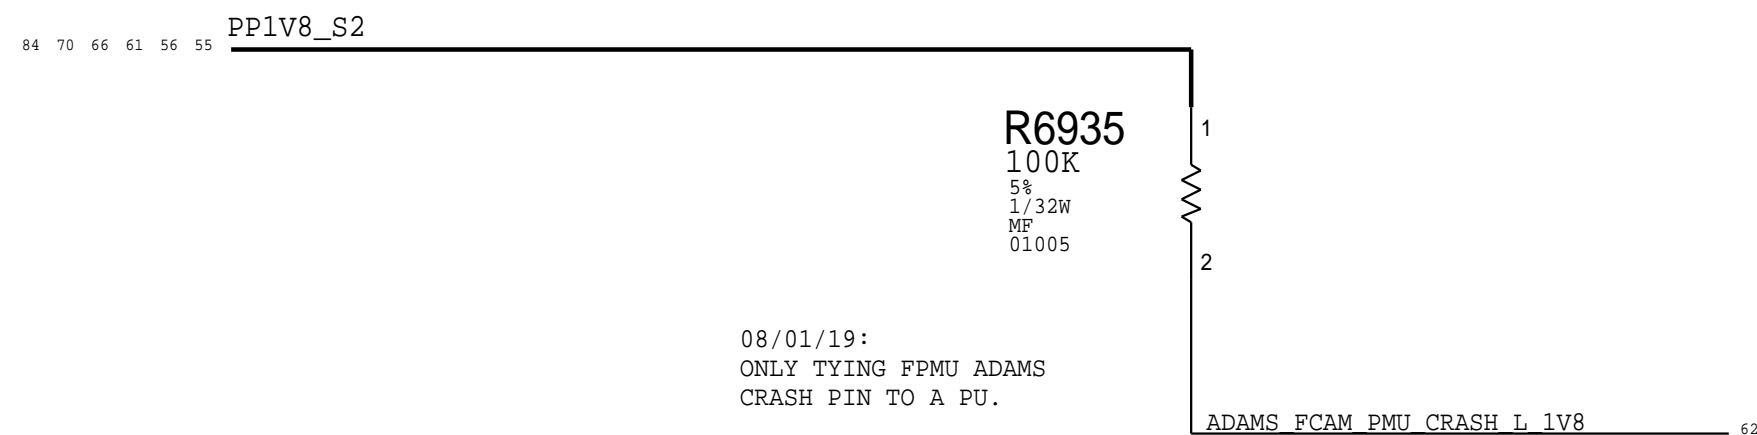 PP1V8_S2
84 70 66 61 56 55
R6935
1
100K
5%
1/32W
MF
01005
2
08/01/19:
ONLY TYING FPMU ADAMS
CRASH PIN TO A PU.
ADAMS_FCAM_PMU_CRASH_L_1V8
62